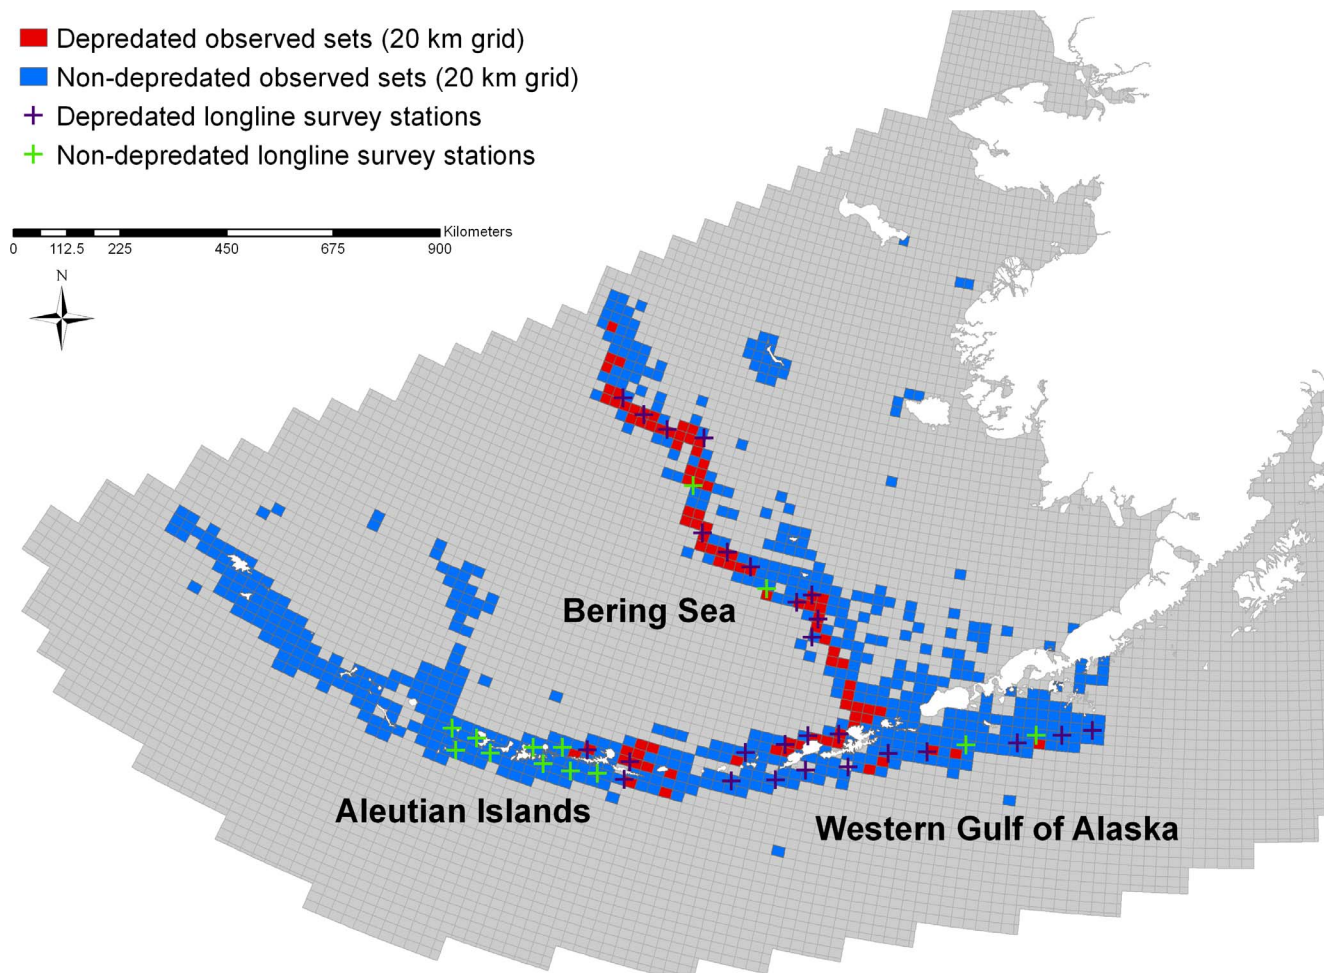 Depredated observed sets (20 km grid)
Non-depredated observed sets (20 km grid)
Depredated longline survey stations
Non-depredated longline survey stations
Kilometers
0 112.5 225 450 675 900
N
Bering Sea
Aleutian Islands
Western Gulf of Alaska